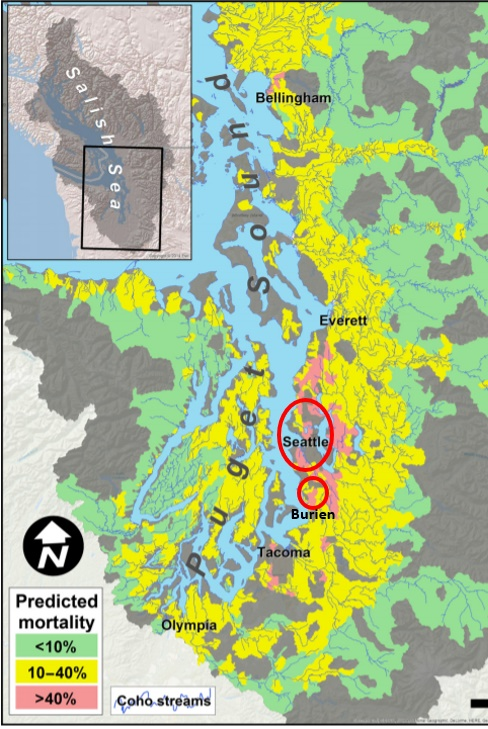 Salish Sea
Puget Sound
Bellingham
Everett
Seattle
Burien
Tacoma
Olympia
N
Predicted
mortality
<10%
10–40%
>40%
Coho streams